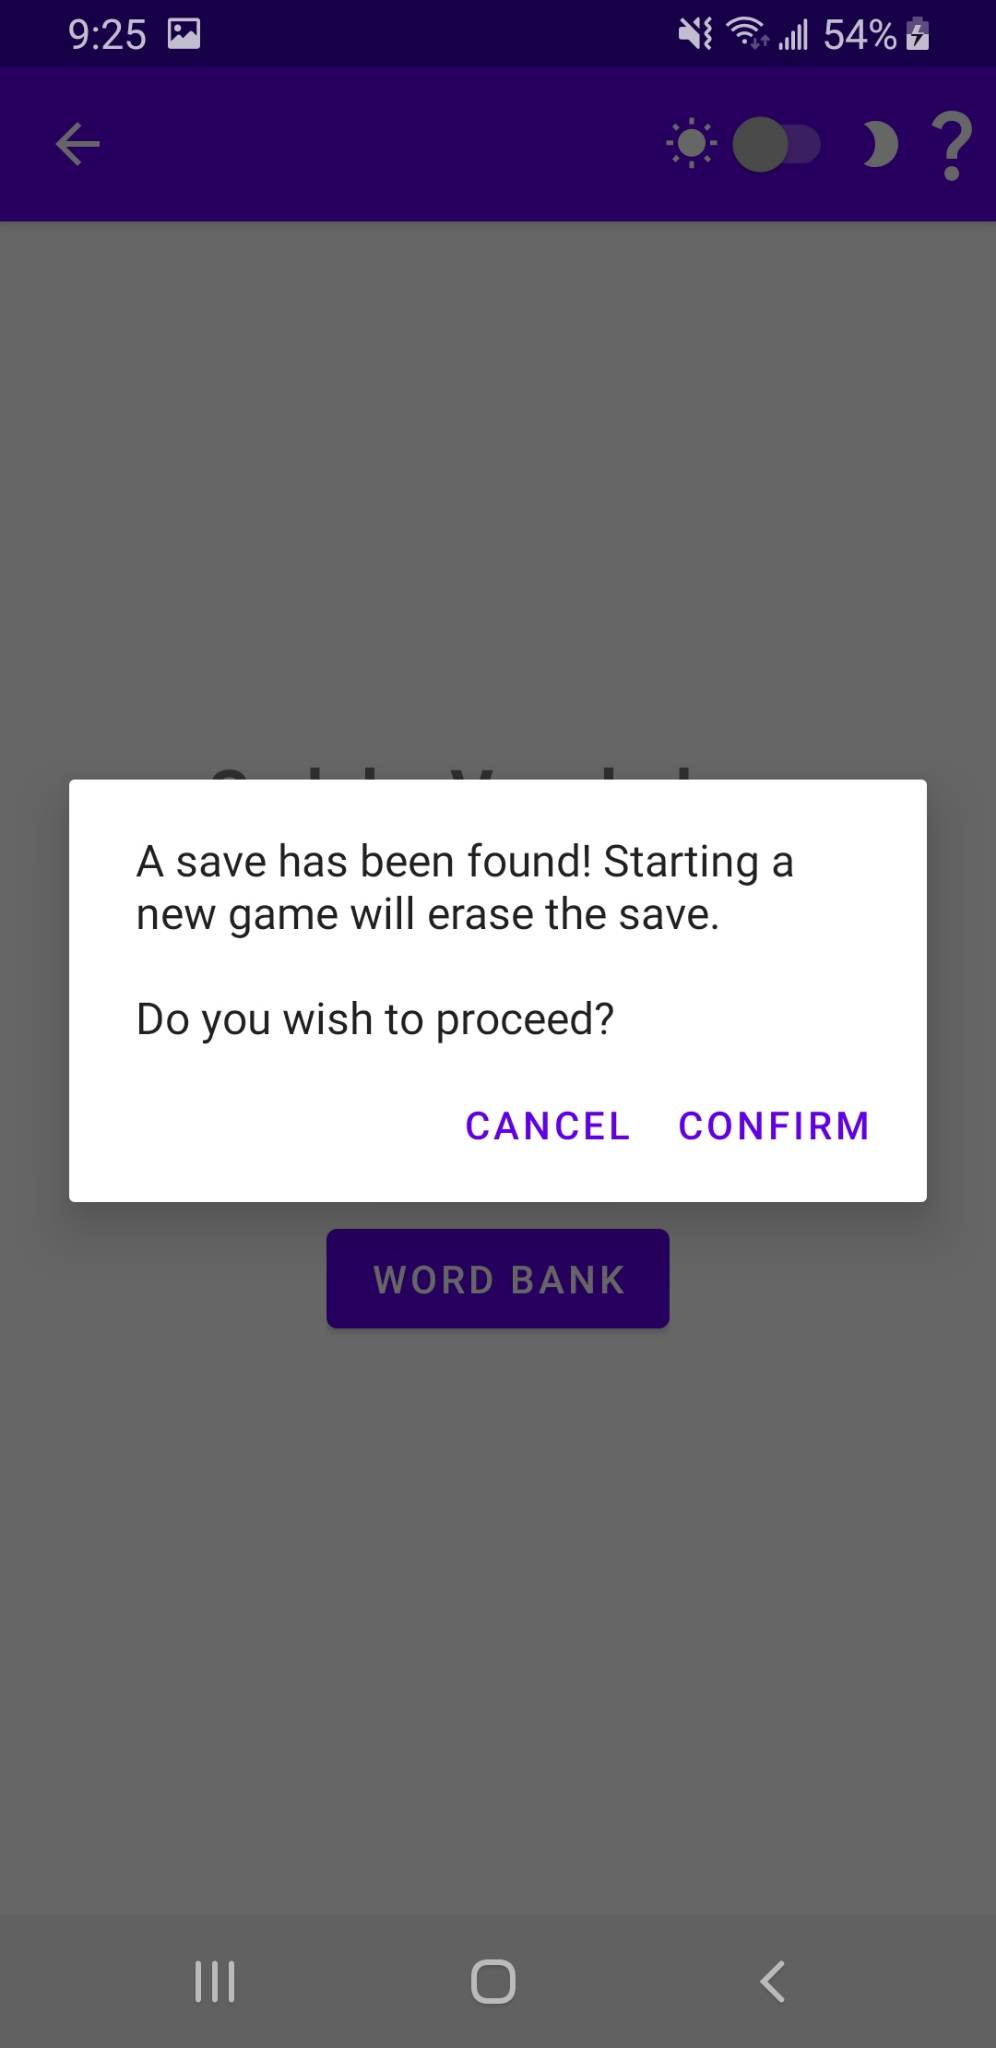 9:25 54%
?
A save has been found! Starting a
new game will erase the save.
Do you wish to proceed?
CANCEL CONFIRM
WORD BANK